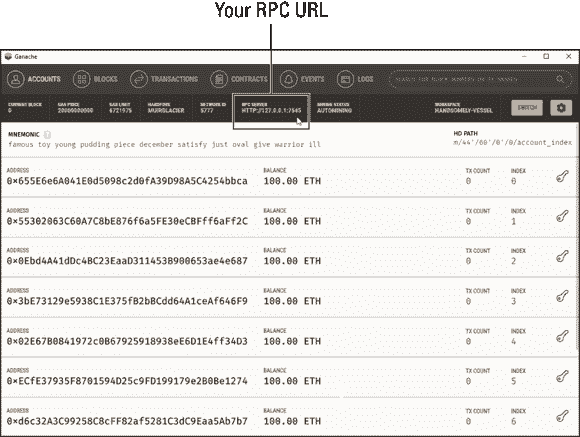 Your RPC URL
Ganache
ACCOUNTS BLOCKS TRANSACTIONS CONTRACTS EVENTS LOGS
CURRENT BLOCK GAS PRICE GAS LIMIT HARDFORK NETWORK ID RPC SERVER MINING STATUS WORKSPACE SWITCH
0 20000000000 6721975 MUIRGLACIER 5777 HTTP://127.0.0.1:7545 AUTOMINING HANDSOMELY-VESSEL
MNEMONIC HD PATH
famous toy young pudding piece december satisfy just oval give warrior ill m/44'/60'/0'/0/account_index
ADDRESS BALANCE TX COUNT INDEX
0×655E6e6A041E0d5098c2d0fA39D98A5C4254bbca 100.00 ETH 0 0
ADDRESS BALANCE TX COUNT INDEX
0×55302063C60A7C8bE876f6a5FE30eCBFff6aFf2C 100.00 ETH 0 1
ADDRESS BALANCE TX COUNT INDEX
0×0Ebd4A41dDc4BC23EaaD3114538900653ae4e687 100.00 ETH 0 2
ADDRESS BALANCE TX COUNT INDEX
0×3bE73129e5938C1E375fB2bBCdd64A1ceAf646F9 100.00 ETH 0 3
ADDRESS BALANCE TX COUNT INDEX
0×02E67B0841972c0B67925918938eE6D1E4ff34D3 100.00 ETH 0 4
ADDRESS BALANCE TX COUNT INDEX
0×ECfE37935F8701594D25c9FD199179e2B0Be1274 100.00 ETH 0 5
ADDRESS BALANCE TX COUNT INDEX
0×d6c32A3C99258C8cFF82af5281C3dC9Eaa5Ab7b7 100.00 ETH 0 6